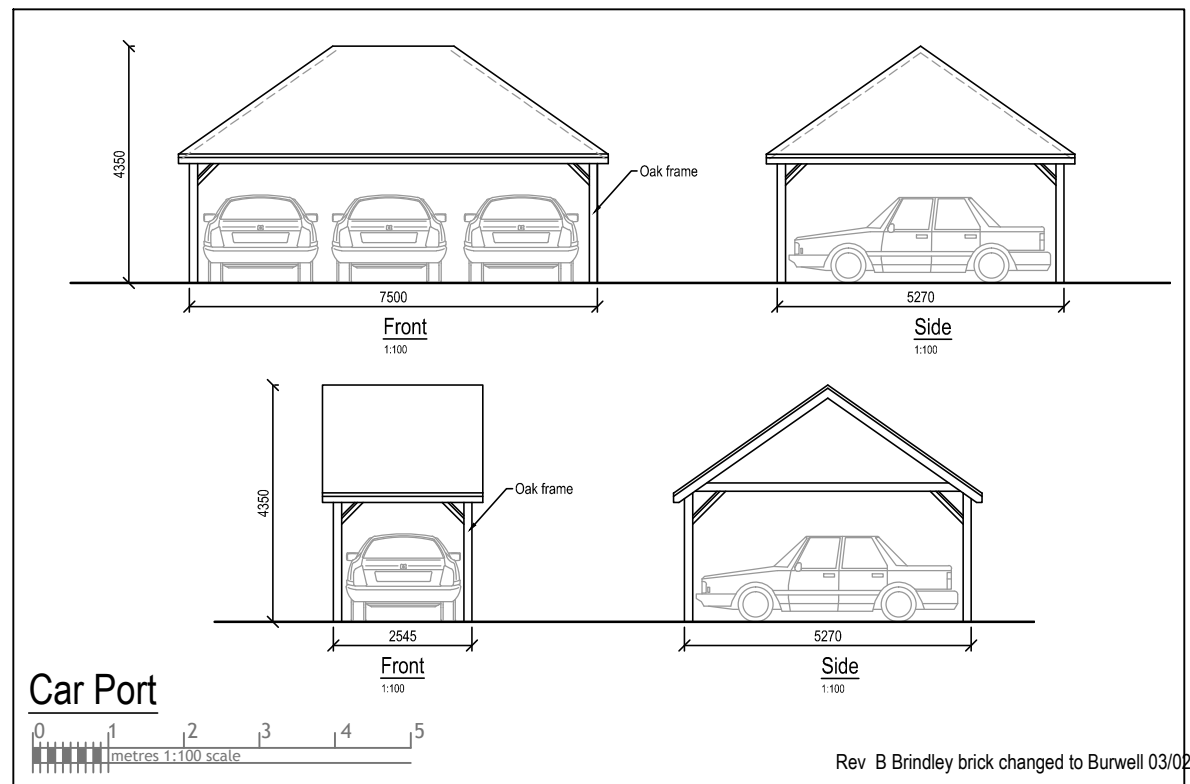 4350
Oak frame
7500
5270
Front
1:100
Side
1:100
4350
Oak frame
2545
5270
Front
1:100
Side
1:100
Car Port
0 1 2 3 4 5
metres 1:100 scale
Rev B Brindley brick changed to Burwell 03/02